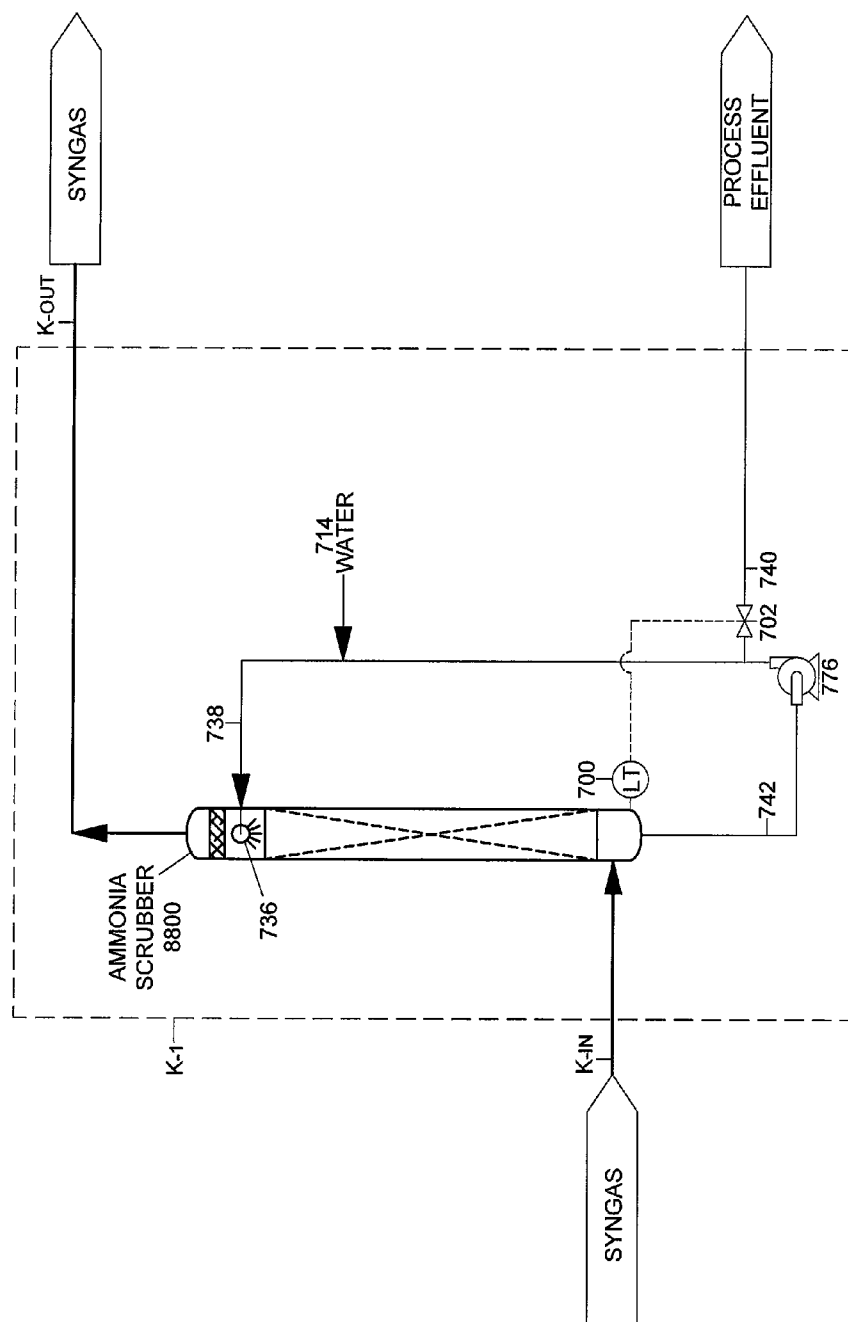 SYNGAS
K-OUT
714
WATER
738
AMMONIA
SCRUBBER
8800
736
K-1
700
LT
742
776
702
740
PROCESS
EFFLUENT
K-IN
SYNGAS